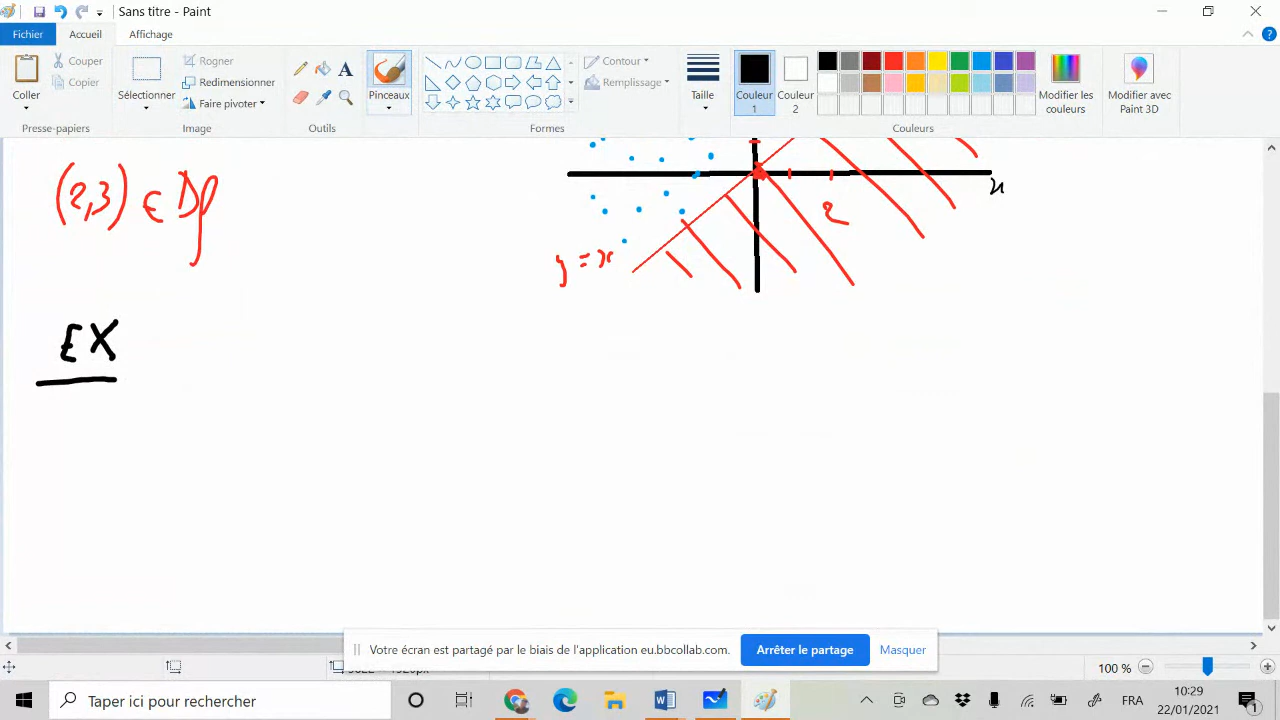 Sans titre - Paint
Fichier Accueil Affichage
Coller
Couper
Copier
Presse-papiers
Sélectionner
Rogner
Redimensionner
Faire pivoter
Image
A
Outils
Pinceaux
Contour
Remplissage
Formes
Taille
Couleur 1
Couleur 2
Modifier les couleurs
Couleurs
Modifier avec Paint 3D
(2,3) ∈ Df
x
2
y = x
EX
Votre écran est partagé par le biais de l'application eu.bbcollab.com.
Arrêter le partage
Masquer
100 %
Taper ici pour rechercher
FRA
10:29
22/01/2021